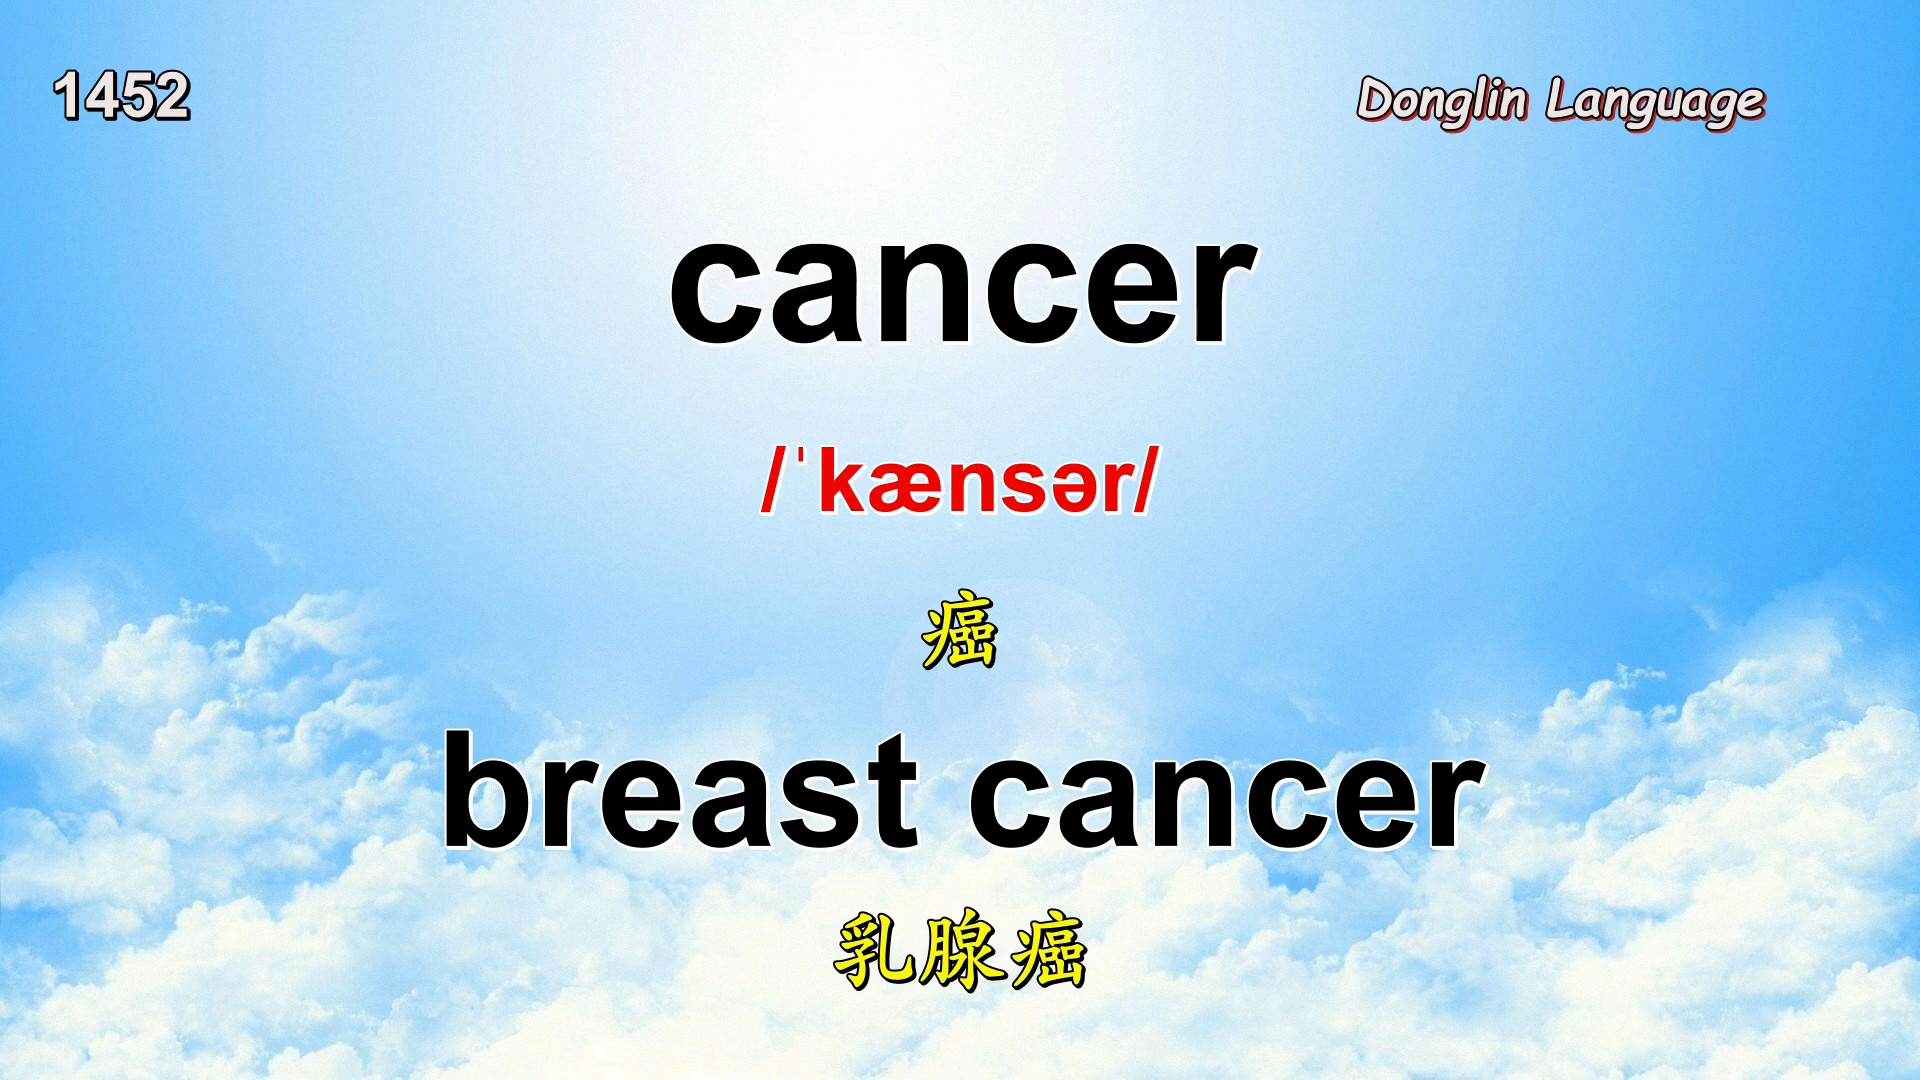 1452
Donglin Language
cancer
/ˈkænsər/
癌
breast cancer
乳腺癌